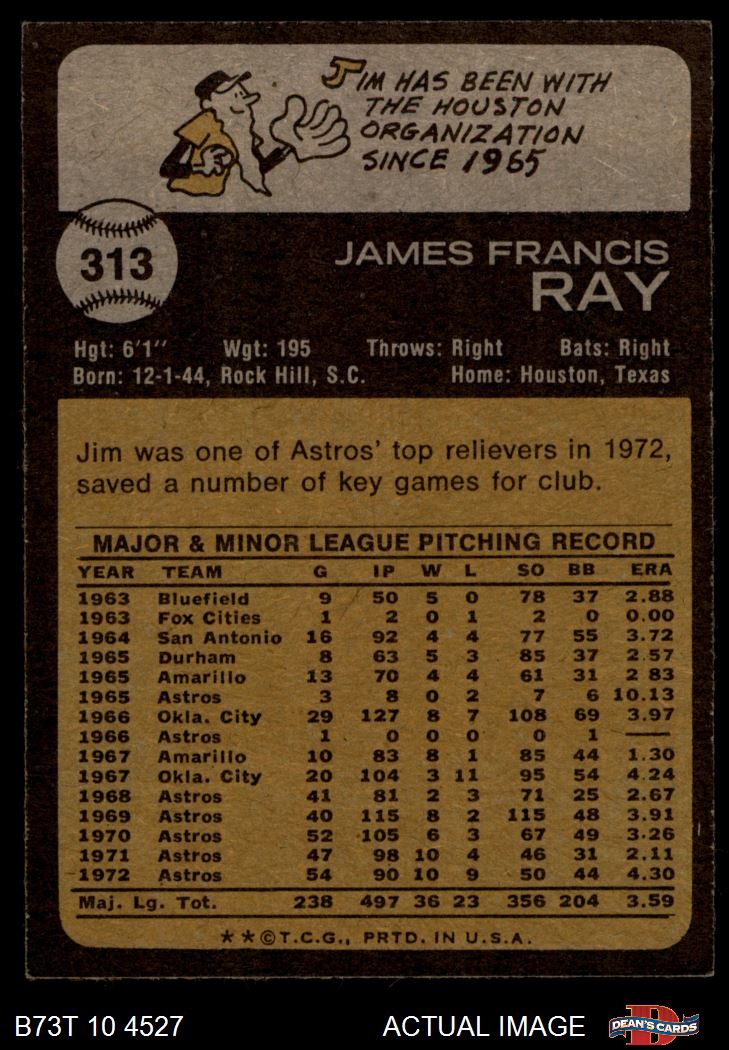 JIM HAS BEEN WITH
THE HOUSTON
ORGANIZATION
SINCE 1965
313
JAMES FRANCIS
RAY
Hgt: 6'1" Wgt: 195 Throws: Right Bats: Right
Born: 12-1-44, Rock Hill, S.C. Home: Houston, Texas
Jim was one of Astros' top relievers in 1972,
saved a number of key games for club.
MAJOR & MINOR LEAGUE PITCHING RECORD
YEAR TEAM G IP W L SO BB ERA
1963 Bluefield 9 50 5 0 78 37 2.88
1963 Fox Cities 1 2 0 1 2 0 0.00
1964 San Antonio 16 92 4 4 77 55 3.72
1965 Durham 8 63 5 3 85 37 2.57
1965 Amarillo 13 70 4 4 61 31 2 83
1965 Astros 3 8 0 2 7 6 10.13
1966 Okla. City 29 127 8 7 108 69 3.97
1966 Astros 1 0 0 0 0 1 —
1967 Amarillo 10 83 8 1 85 44 1.30
1967 Okla. City 20 104 3 11 95 54 4.24
1968 Astros 41 81 2 3 71 25 2.67
1969 Astros 40 115 8 2 115 48 3.91
1970 Astros 52 105 6 3 67 49 3.26
1971 Astros 47 98 10 4 46 31 2.11
1972 Astros 54 90 10 9 50 44 4.30
Maj. Lg. Tot. 238 497 36 23 356 204 3.59
★★©T.C.G., PRTD. IN U.S.A.
B73T 10 4527 ACTUAL IMAGE D DEAN'S CARDS